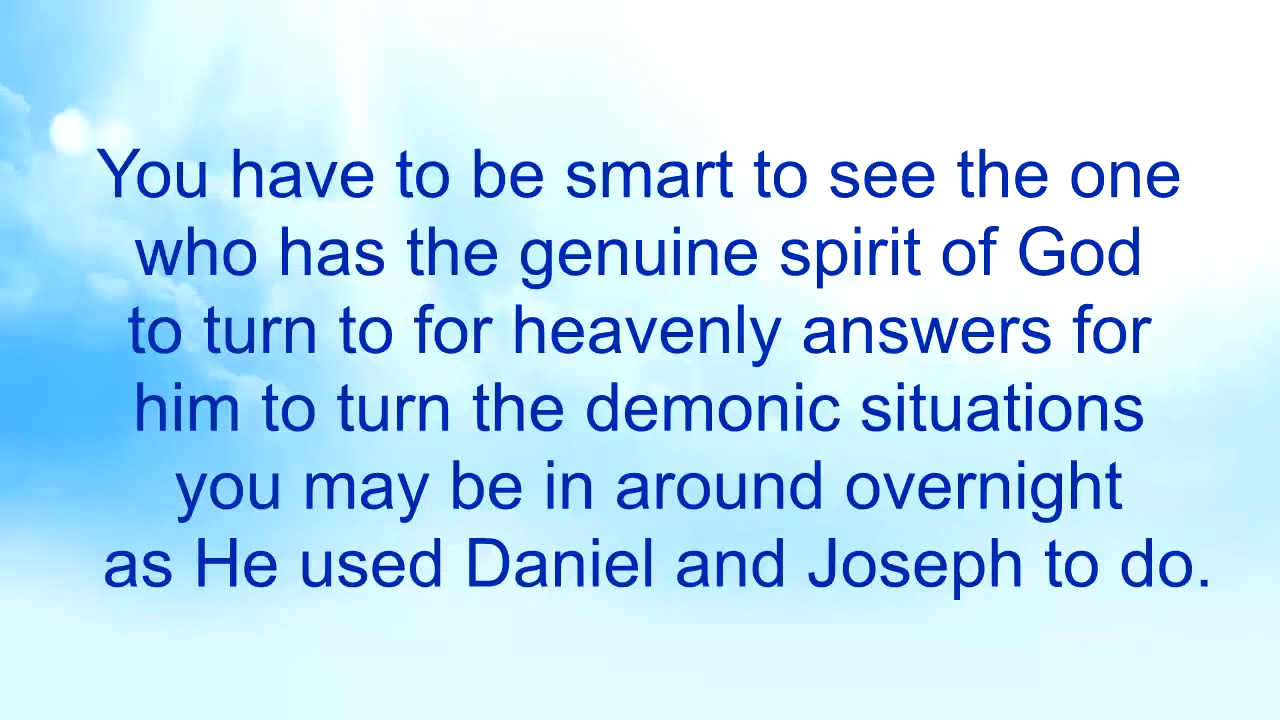 You have to be smart to see the one
who has the genuine spirit of God
to turn to for heavenly answers for
him to turn the demonic situations
you may be in around overnight
as He used Daniel and Joseph to do.